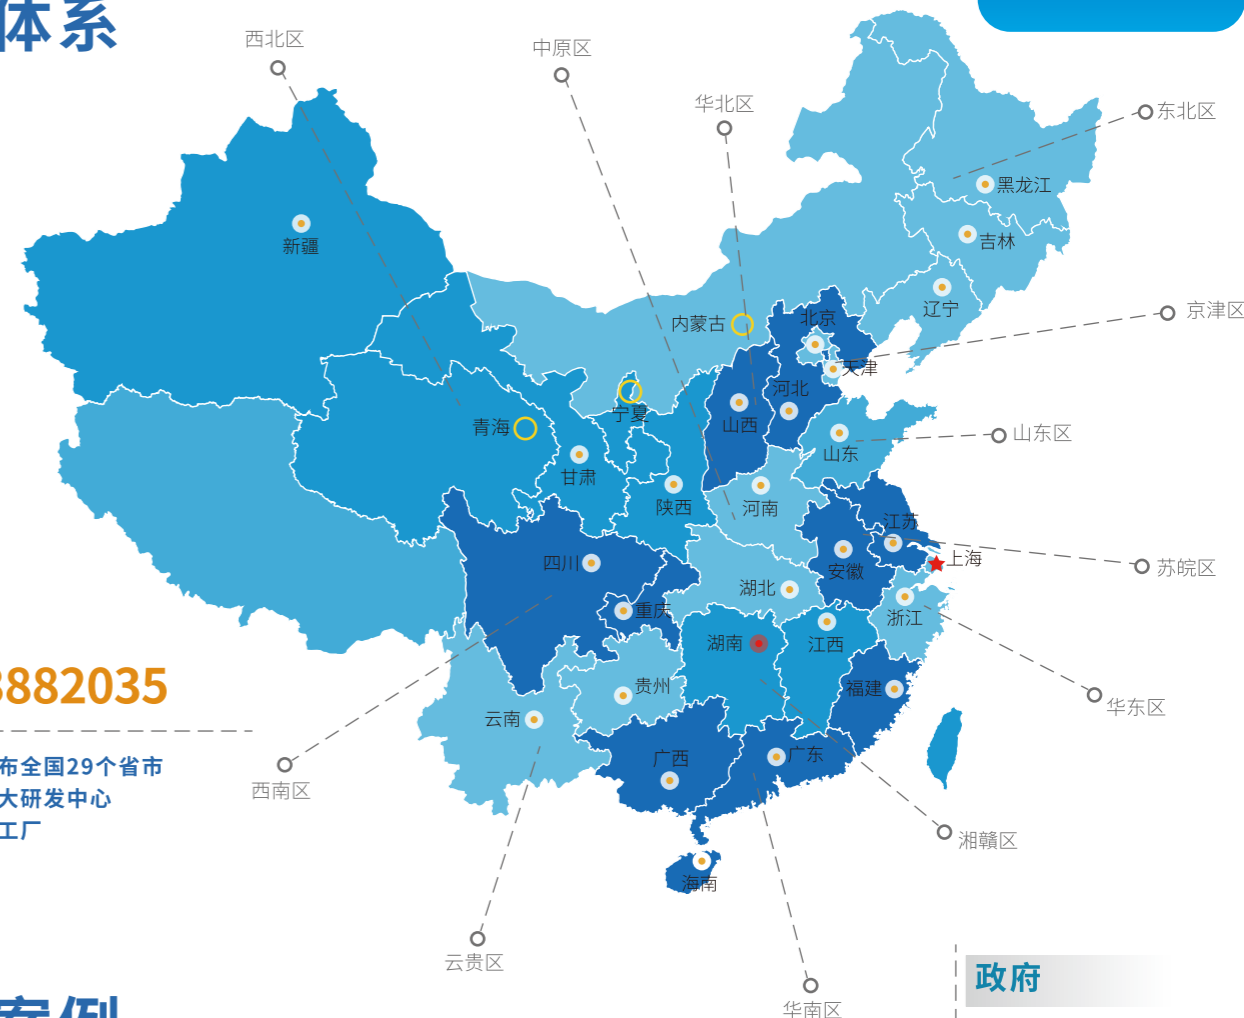 体系
西北区
中原区
华北区
东北区
黑龙江
吉林
新疆
辽宁
京津区
内蒙古
北京
天津
河北
宁夏
山西
青海
山东区
山东
甘肃
陕西
河南
江苏
上海
苏皖区
四川
安徽
湖北
重庆
浙江
湖南
江西
贵州
福建
华东区
8882035
云南
广西
广东
布全国29个省市
西南区
大研发中心
工厂
湘赣区
海南
云贵区
政府
华南区
案例